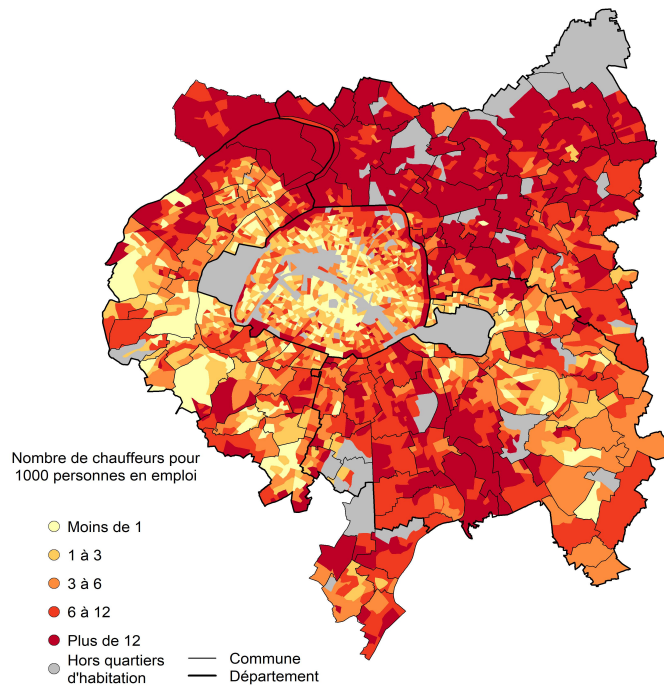 Nombre de chauffeurs pour
1000 personnes en emploi
Moins de 1
1 à 3
3 à 6
6 à 12
Plus de 12
Hors quartiers
d'habitation
Commune
Département